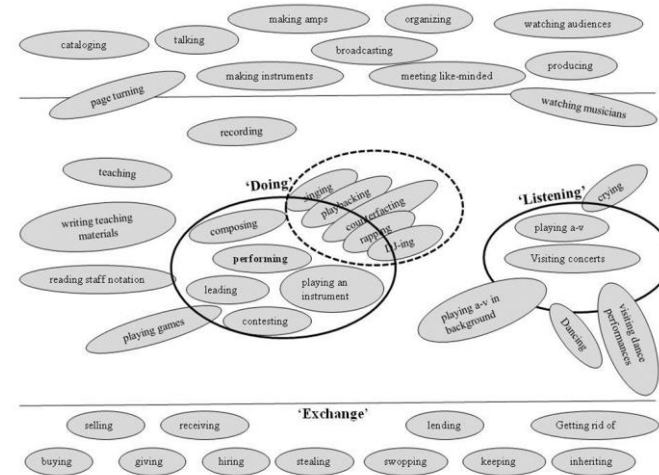 making amps
organizing
watching audiences
cataloging
talking
broadcasting
making instruments
meeting like-minded
producing
page turning
watching musicians
recording
teaching
'Doing'
singing
playbacking
counterfacting
rapping
DJ-ing
'Listening'
crying
writing teaching
materials
composing
playing a-v
performing
Visiting concerts
reading staff notation
leading
playing an
instrument
contesting
playing games
playing a-v in
background
Dancing
visiting dance
performances
'Exchange'
selling
receiving
lending
Getting rid of
buying
giving
hiring
stealing
swopping
keeping
inheriting